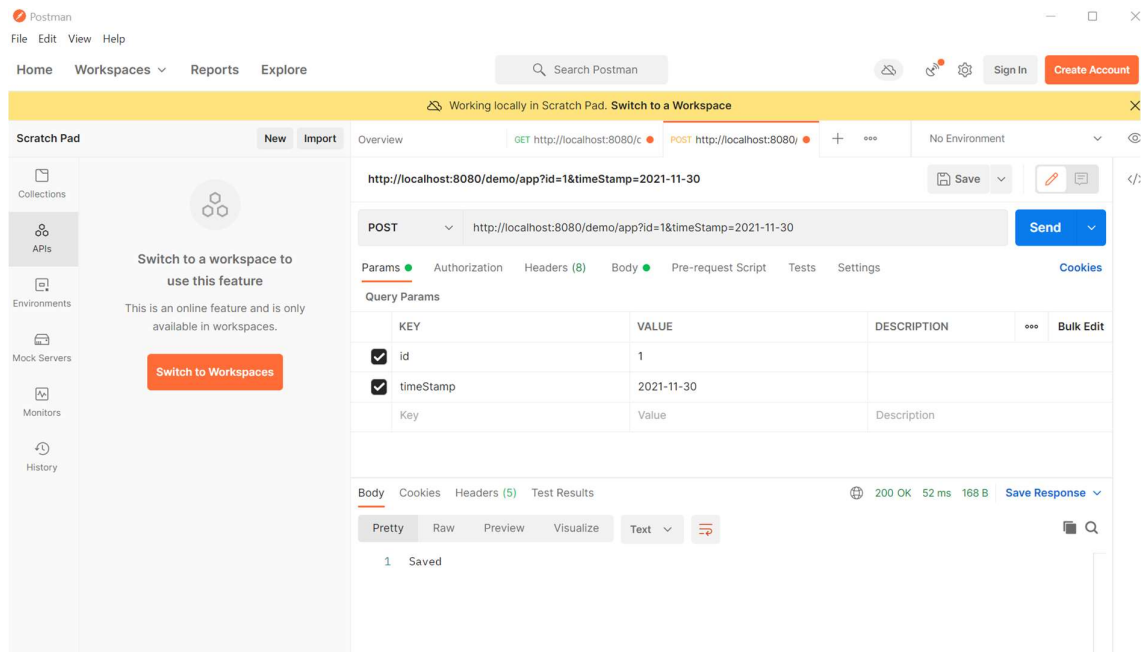 Postman
File Edit View Help
Home Workspaces Reports Explore Search Postman Sign In Create Account
Working locally in Scratch Pad. Switch to a Workspace
Scratch Pad New Import
Overview GET http://localhost:8080/c POST http://localhost:8080/ No Environment
Collections
APIs
Environments
Mock Servers
Monitors
History
Switch to a workspace to
use this feature
This is an online feature and is only
available in workspaces.
Switch to Workspaces
http://localhost:8080/demo/app?id=1&timeStamp=2021-11-30 Save
POST http://localhost:8080/demo/app?id=1&timeStamp=2021-11-30 Send
Params Authorization Headers (8) Body Pre-request Script Tests Settings Cookies
Query Params
KEY VALUE DESCRIPTION Bulk Edit
id 1
timeStamp 2021-11-30
Key Value Description
Body Cookies Headers (5) Test Results 200 OK 52 ms 168 B Save Response
Pretty Raw Preview Visualize Text
1 Saved